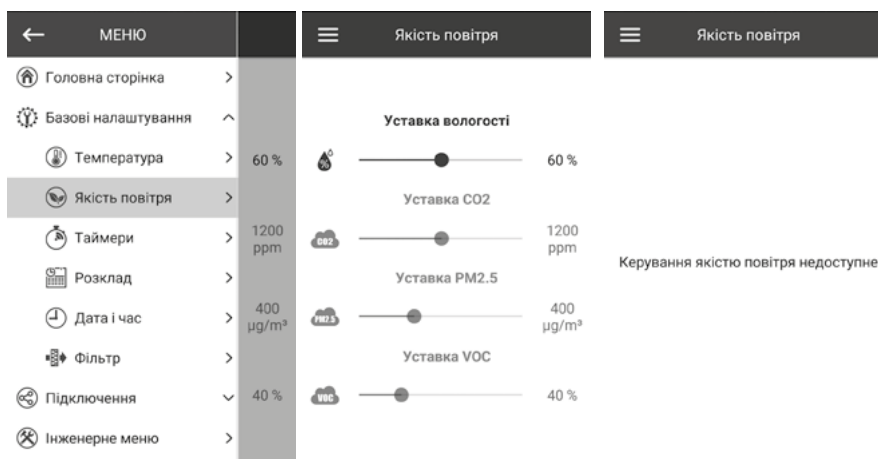 МЕНЮ
Головна сторінка
Базові налаштування
Температура
Якість повітря
Таймери
Розклад
Дата і час
Фільтр
Підключення
Інженерне меню
60 %
1200
ppm
400
µg/m³
40 %
Якість повітря
Уставка вологості
%
60 %
Уставка CO2
CO2
1200
ppm
Уставка PM2.5
PM2.5
400
µg/m³
Уставка VOC
VOC
40 %
Якість повітря
Керування якістю повітря недоступне